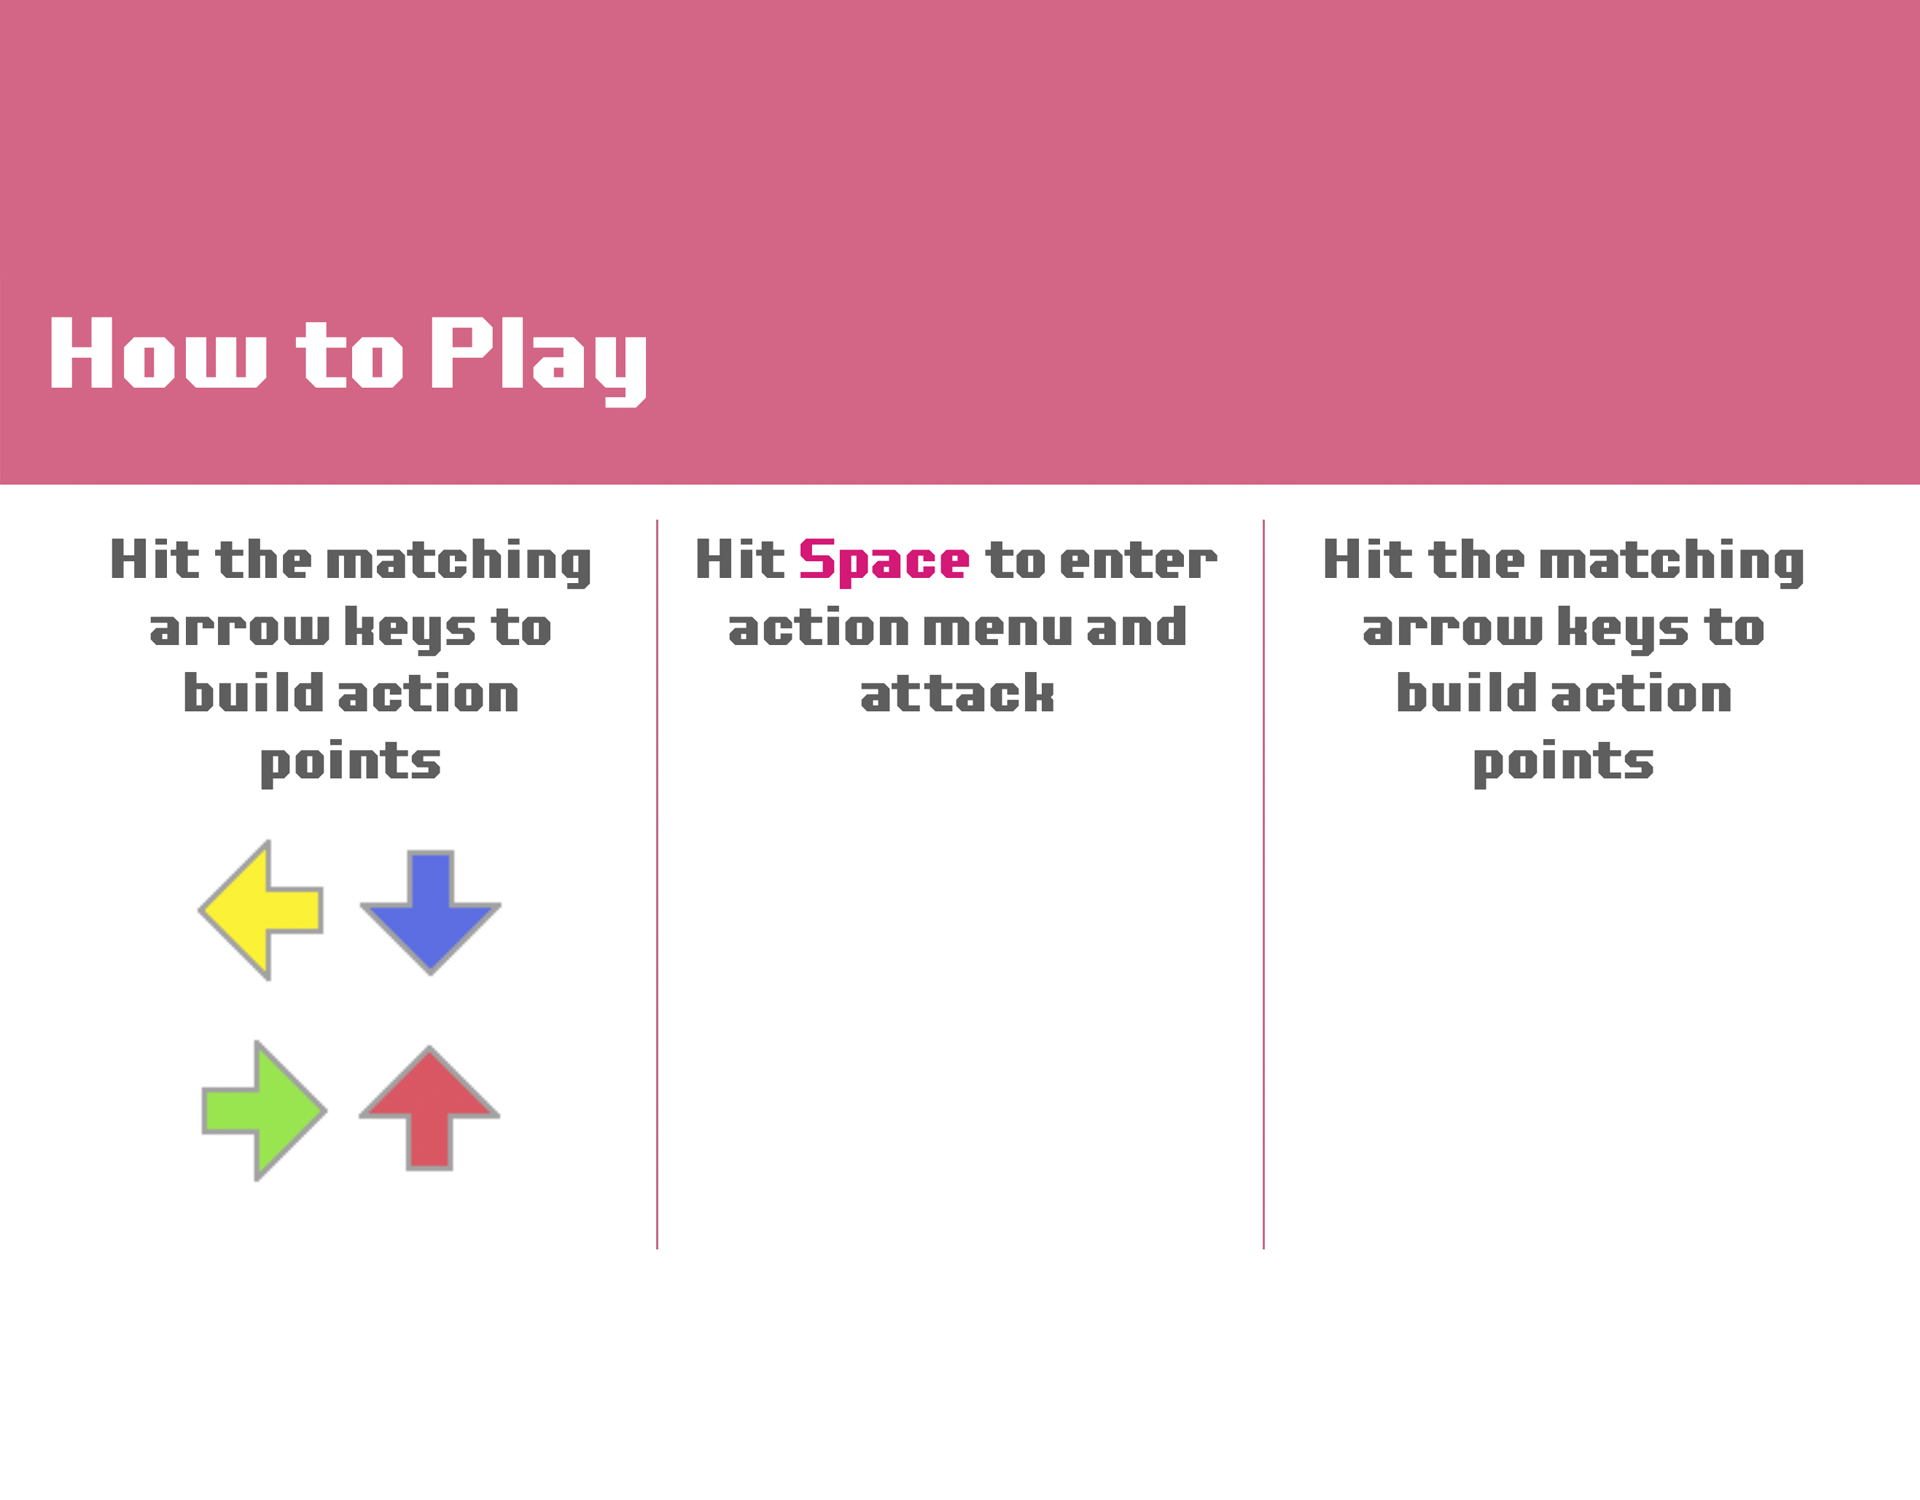 How to Play
Hit the matching
arrow keys to
build action
points
Hit Space to enter
action menu and
attack
Hit the matching
arrow keys to
build action
points